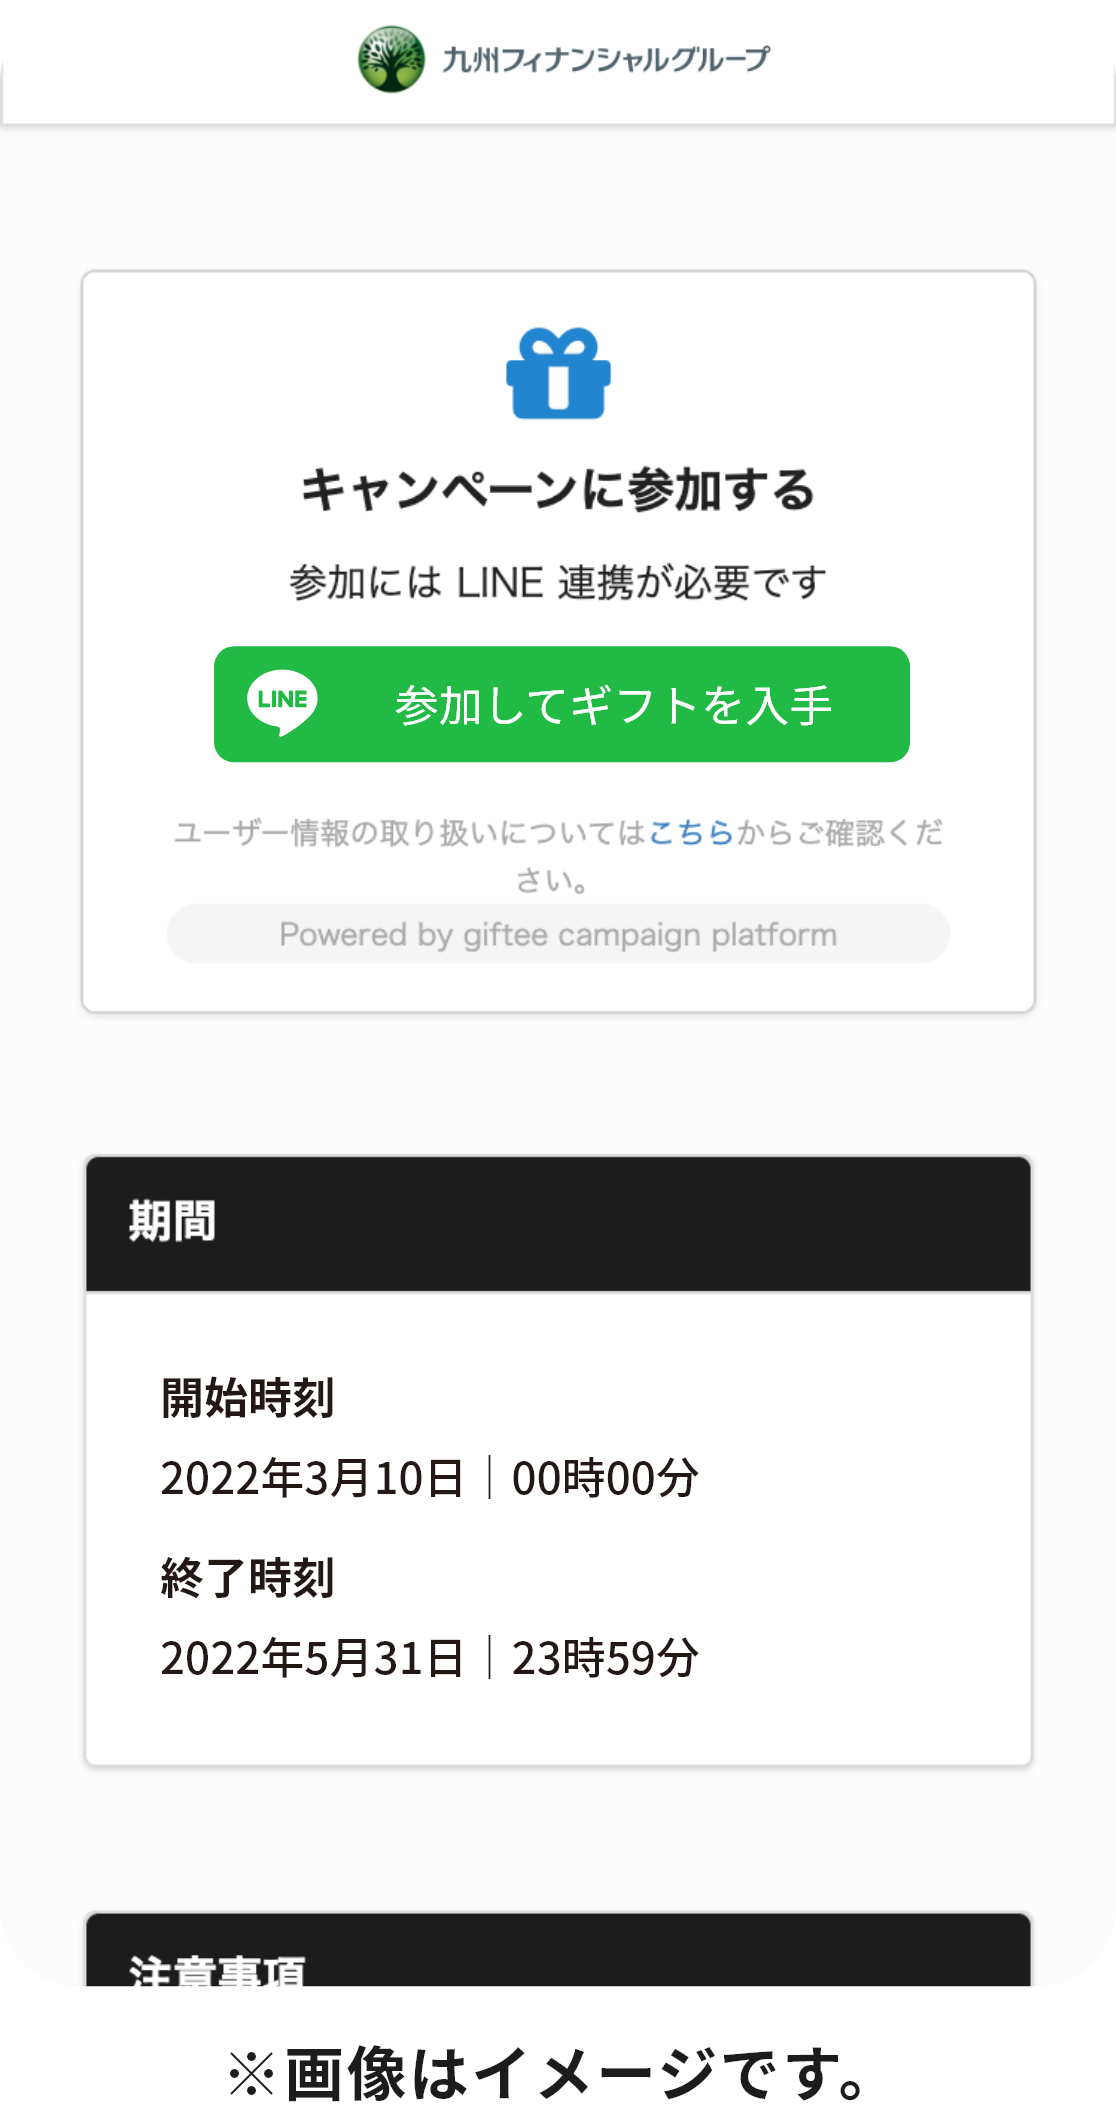 九州フィナンシャルグループ
キャンペーンに参加する
参加には LINE 連携が必要です
LINE 参加してギフトを入手
ユーザー情報の取り扱いについてはこちらからご確認くだ
さい。
Powered by giftee campaign platform
期間
開始時刻
2022年3月10日｜00時00分
終了時刻
2022年5月31日｜23時59分
注意事項
※画像はイメージです。